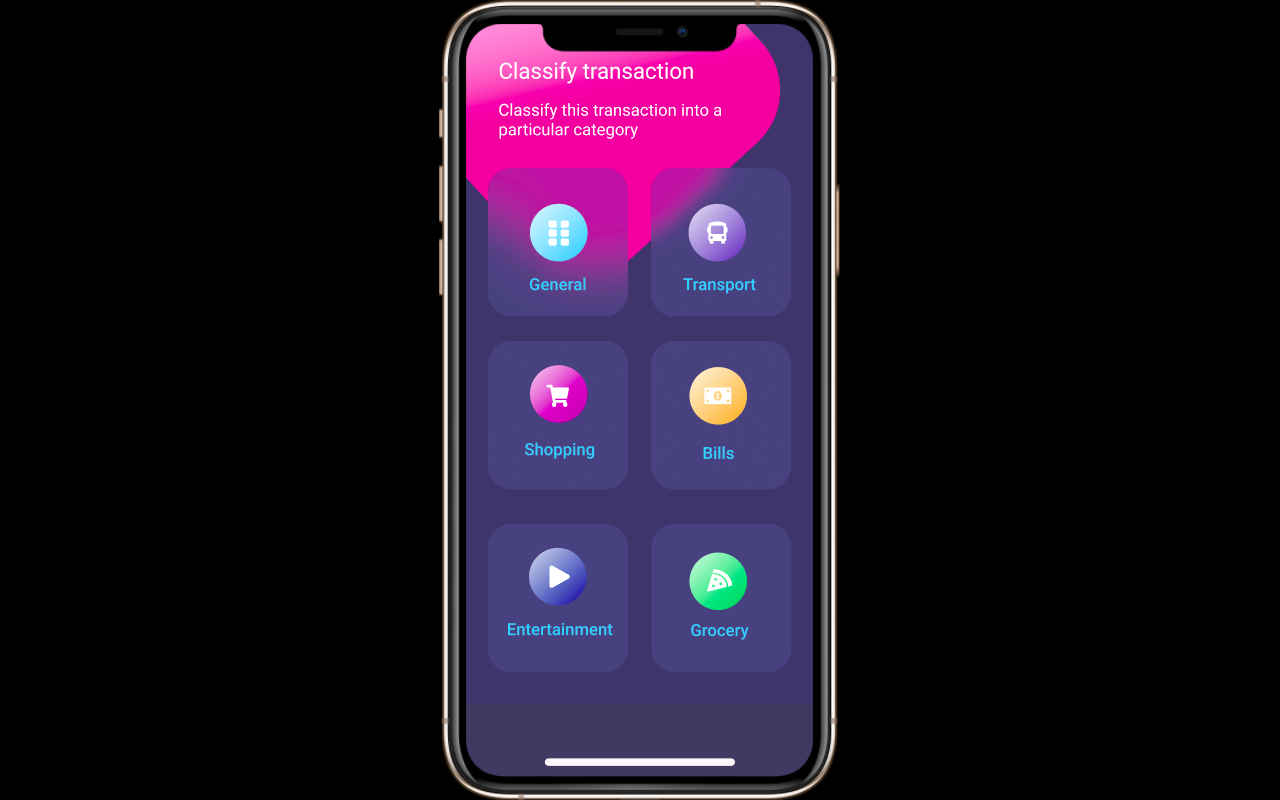 Classify transaction
Classify this transaction into a
particular category
General
Transport
Shopping
Bills
Entertainment
Grocery